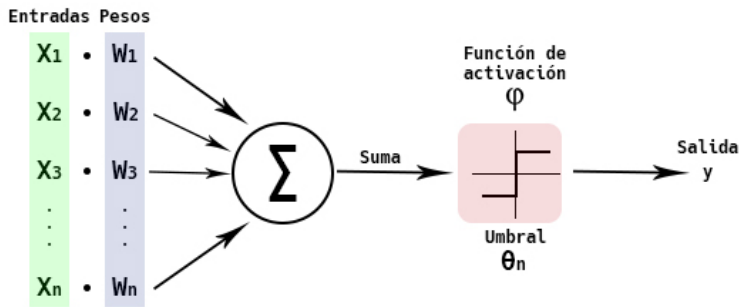 Entradas Pesos
X1 • W1
X2 • W2
X3 • W3
Xn • Wn
Σ
Suma
Función de
activación
φ
Umbral
θn
Salida
y